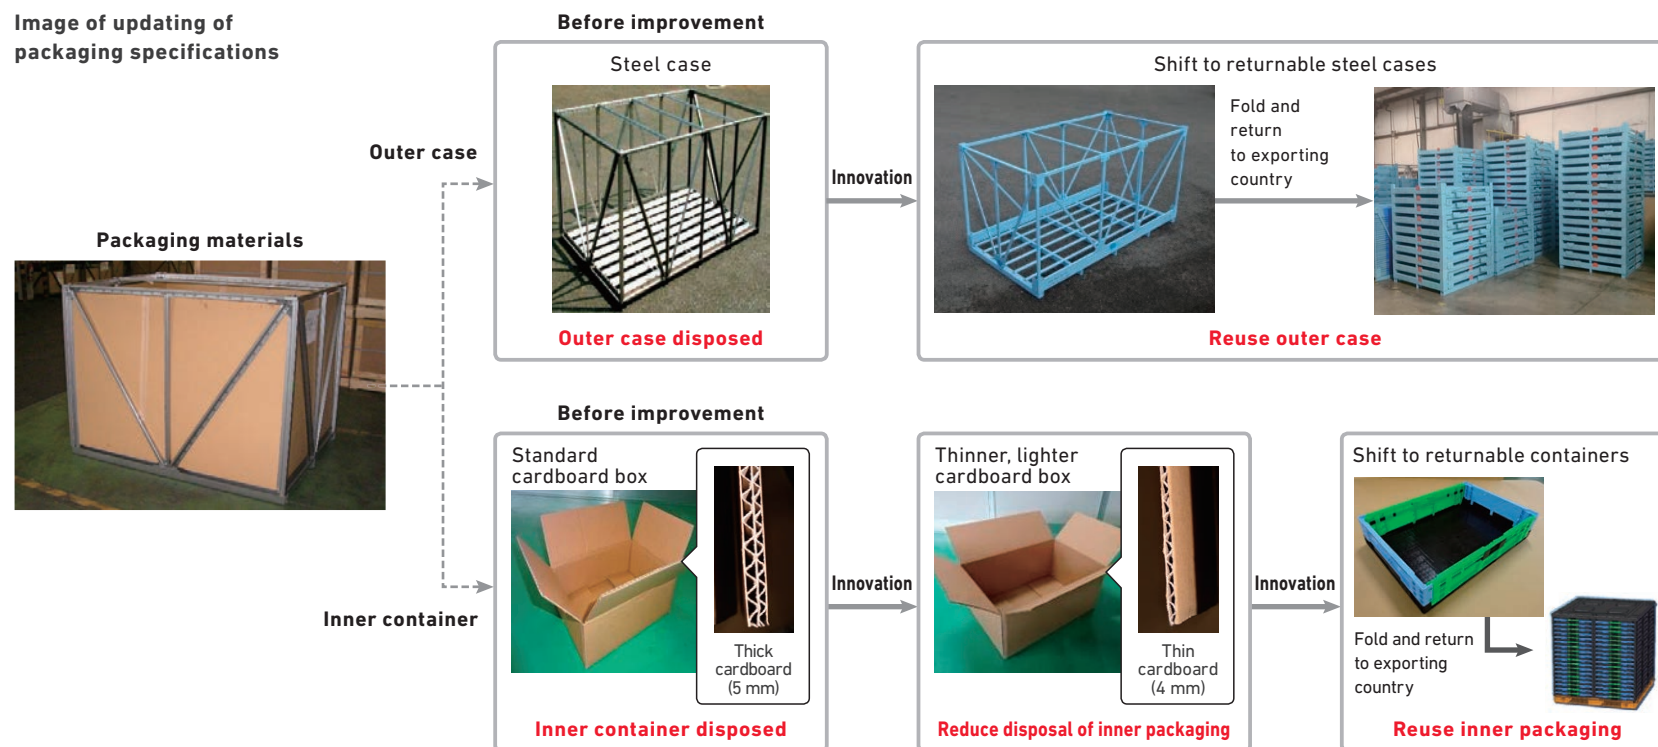 Image of updating of
packaging specifications
Packaging materials
Outer case
Before improvement
Steel case
Outer case disposed
Innovation
Shift to returnable steel cases
Fold and
return
to exporting
country
Reuse outer case
Inner container
Before improvement
Standard
cardboard box
Thick
cardboard
(5 mm)
Inner container disposed
Innovation
Thinner, lighter
cardboard box
Thin
cardboard
(4 mm)
Reduce disposal of inner packaging
Innovation
Shift to returnable containers
Fold and return
to exporting
country
Reuse inner packaging